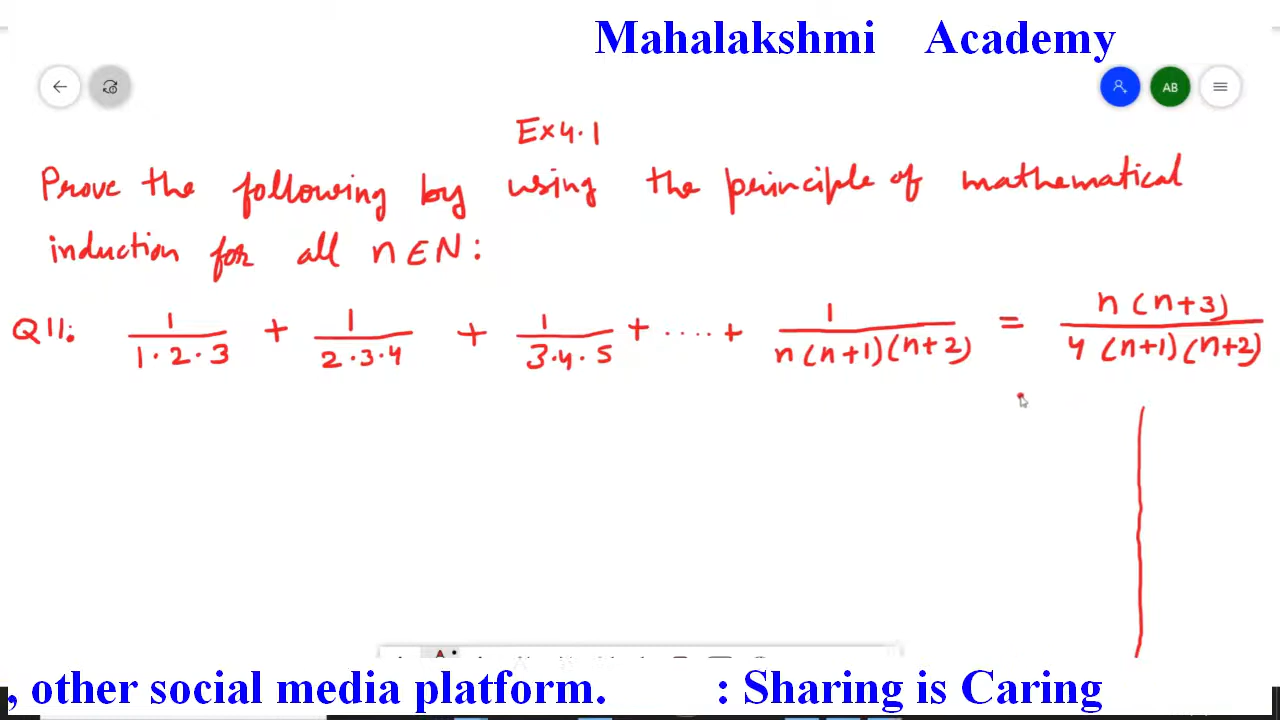 Mahalakshmi Academy
AB
Ex 4.1
Prove the following by using the principle of mathematical
induction for all n ∈ N:
Q11: 1/(1·2·3) + 1/(2·3·4) + 1/(3·4·5) + ..... + 1/(n(n+1)(n+2)) = n(n+3)/(4(n+1)(n+2))
, other social media platform. : Sharing is Caring